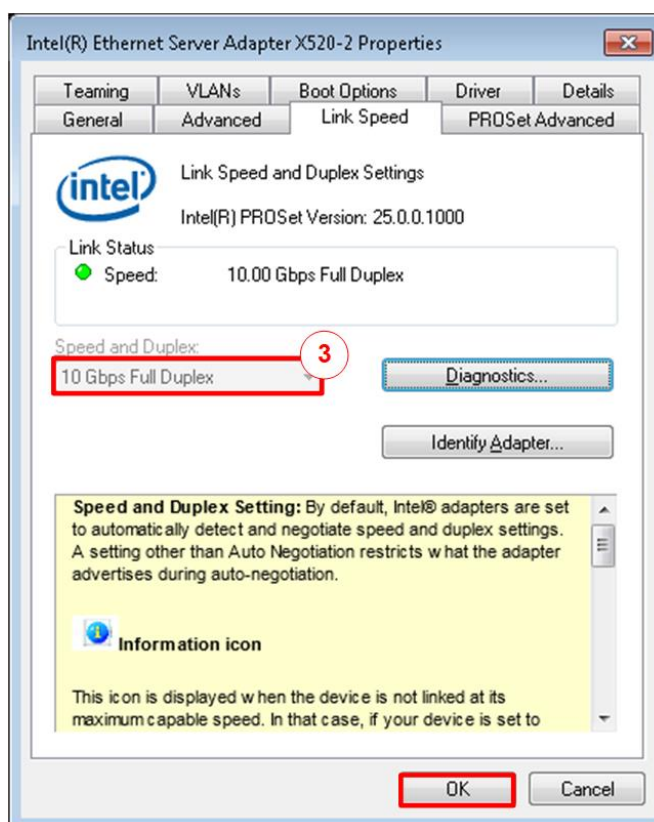 Intel(R) Ethernet Server Adapter X520-2 Properties
Teaming VLANs Boot Options Driver Details
General Advanced Link Speed PROSet Advanced
intel
Link Speed and Duplex Settings
Intel(R) PROSet Version: 25.0.0.1000
Link Status
Speed: 10.00 Gbps Full Duplex
Speed and Duplex:
3
10 Gbps Full Duplex
Diagnostics...
Identify Adapter...
Speed and Duplex Setting: By default, Intel® adapters are set
to automatically detect and negotiate speed and duplex settings.
A setting other than Auto Negotiation restricts what the adapter
advertises during auto-negotiation.
Information icon
This icon is displayed when the device is not linked at its
maximum capable speed. In that case, if your device is set to
OK Cancel